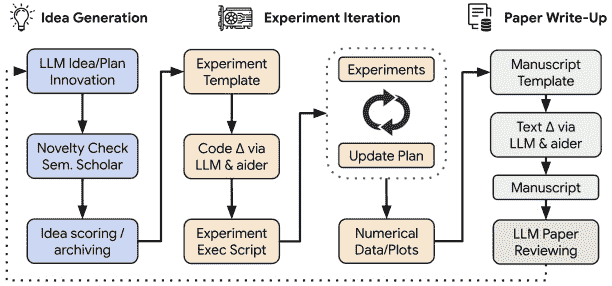 Idea Generation
Experiment Iteration
Paper Write-Up
LLM Idea/Plan
Innovation
Novelty Check
Sem. Scholar
Idea scoring /
archiving
Experiment
Template
Code Δ via
LLM & aider
Experiment
Exec Script
Experiments
Update Plan
Numerical
Data/Plots
Manuscript
Template
Text Δ via
LLM & aider
Manuscript
LLM Paper
Reviewing